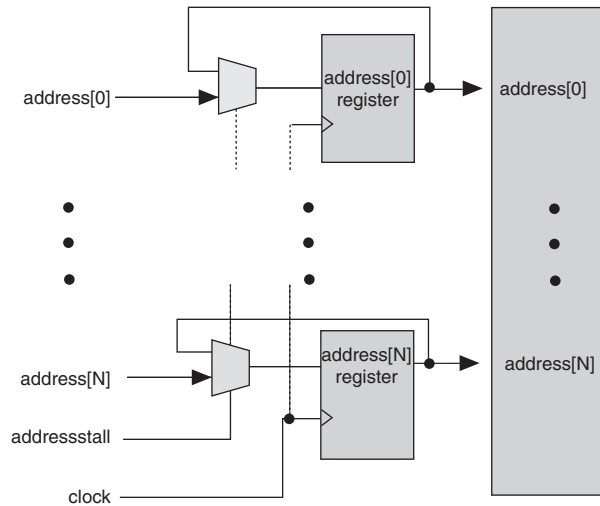 address[0]
address[0]
register
address[0]
address[N]
address[N]
register
address[N]
addressstall
clock